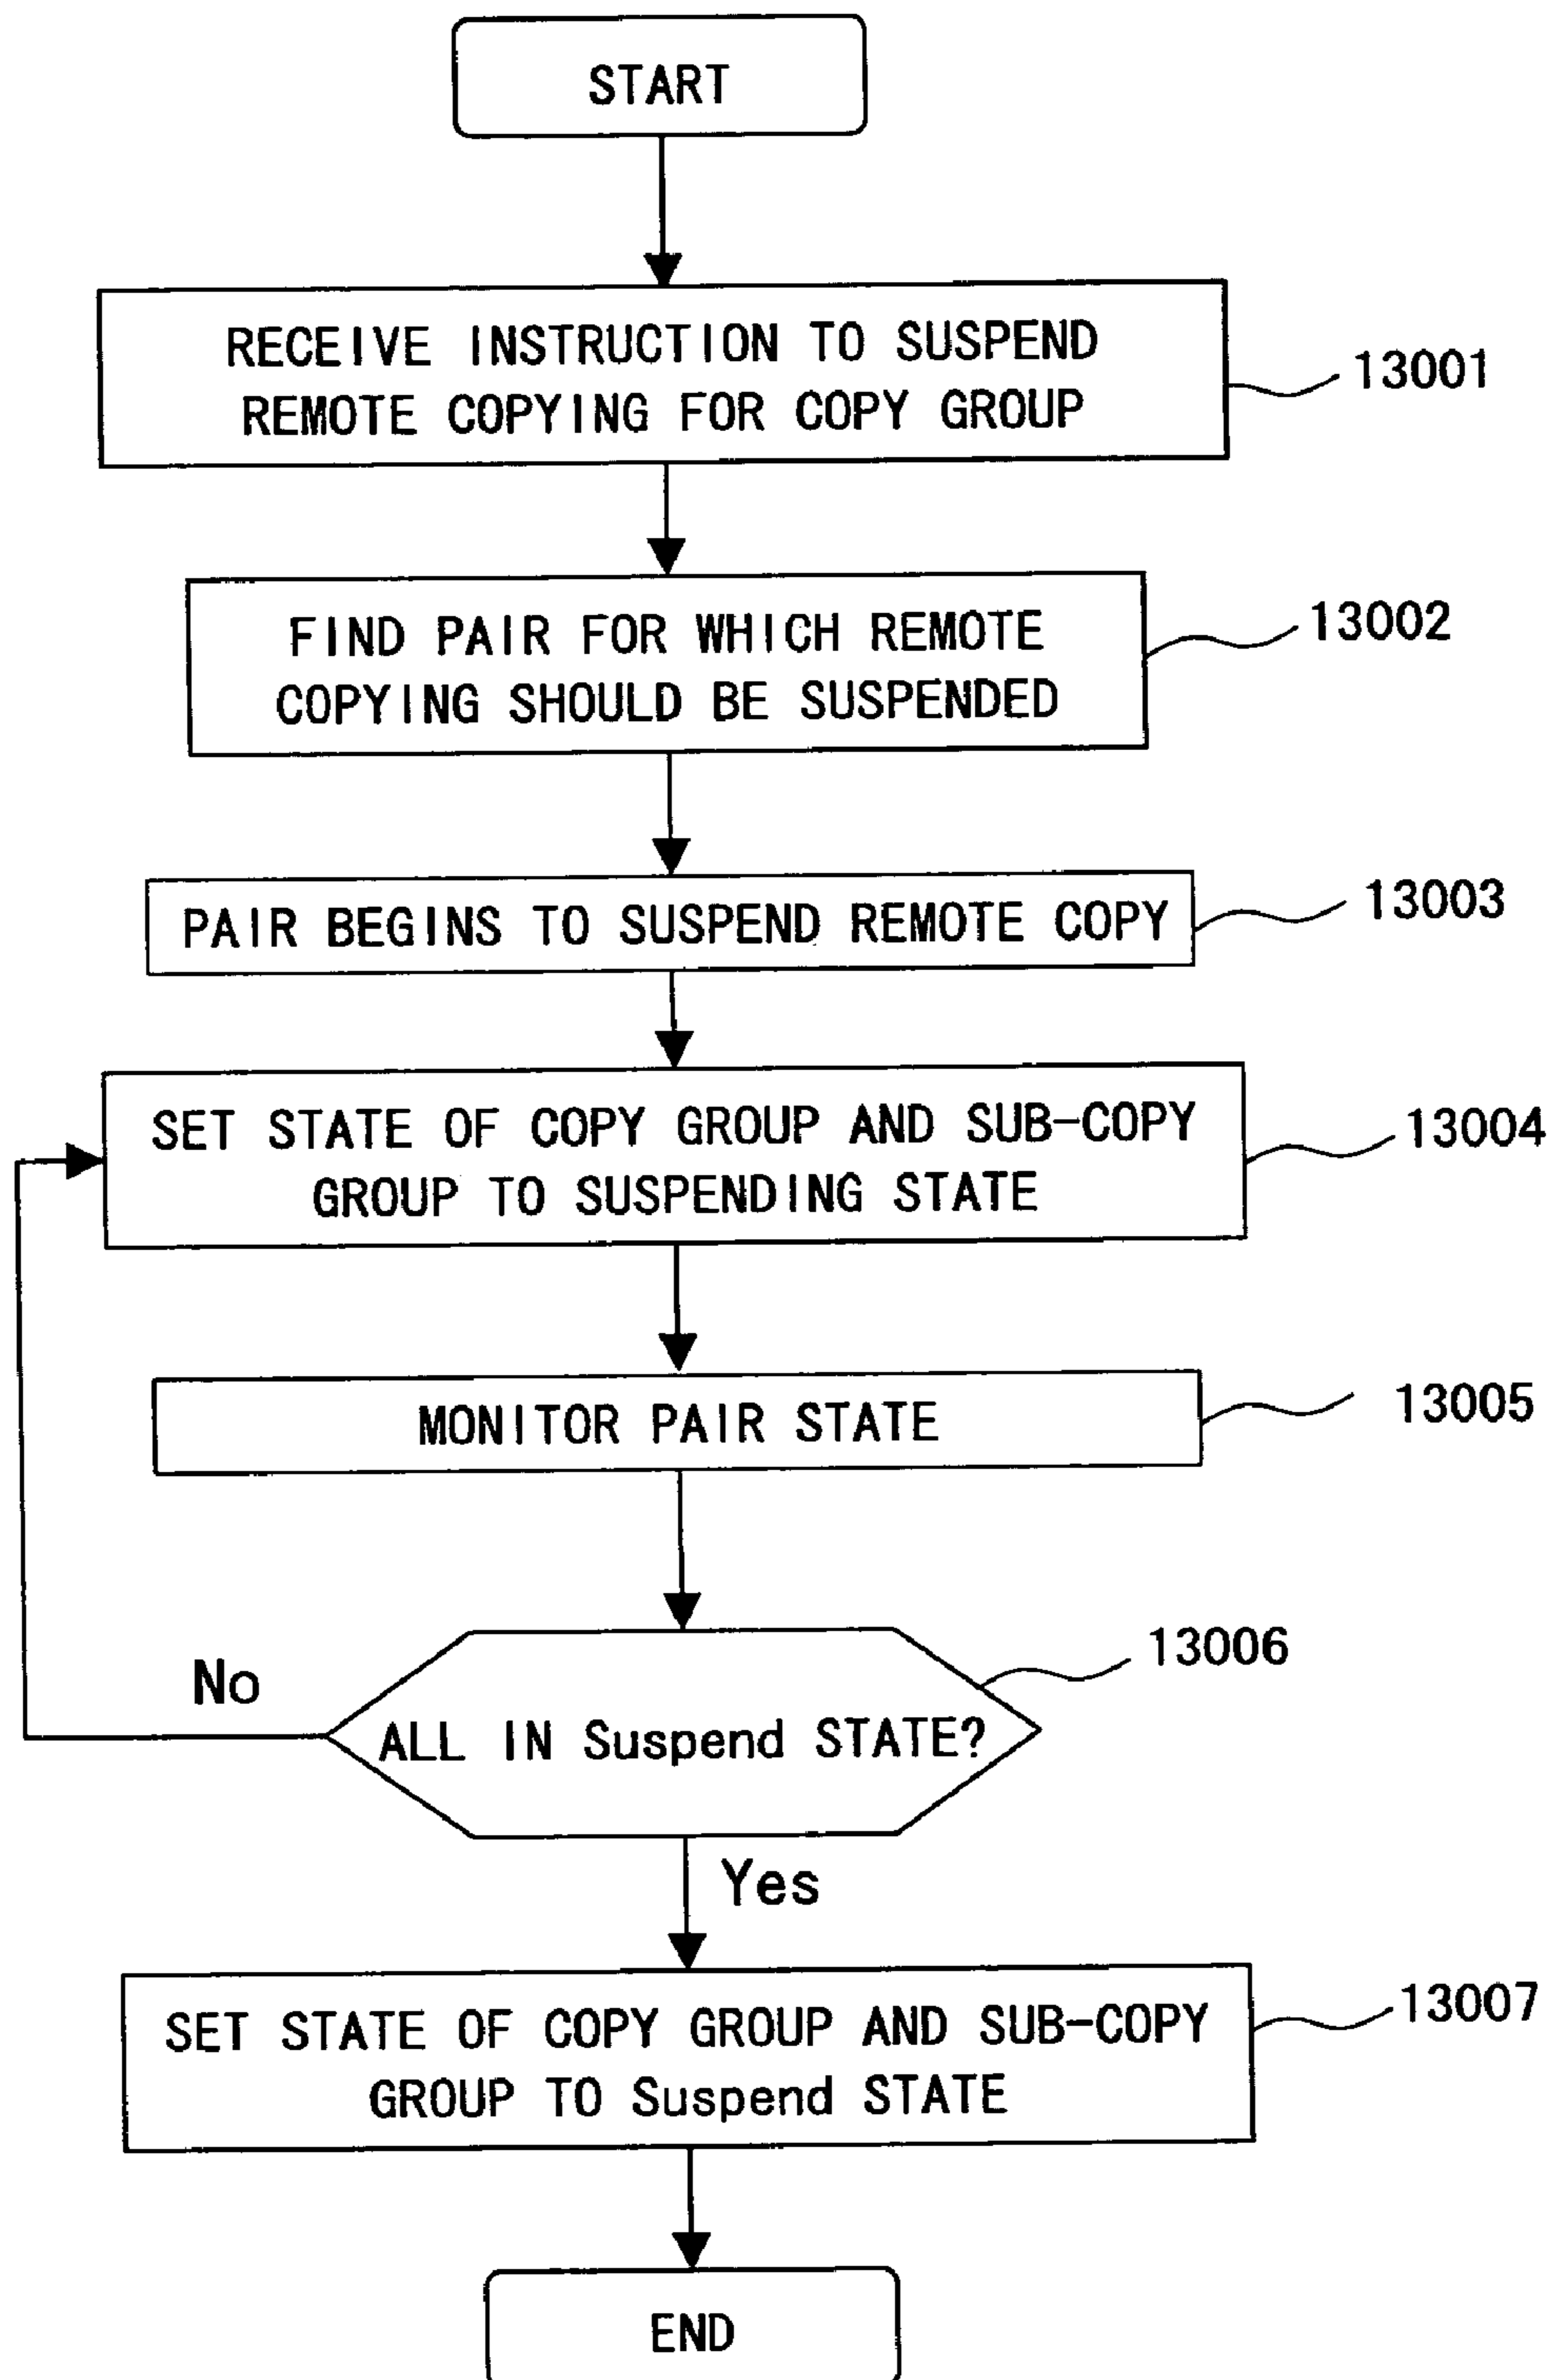 START
RECEIVE INSTRUCTION TO SUSPEND
REMOTE COPYING FOR COPY GROUP
13001
FIND PAIR FOR WHICH REMOTE
COPYING SHOULD BE SUSPENDED
13002
PAIR BEGINS TO SUSPEND REMOTE COPY
13003
SET STATE OF COPY GROUP AND SUB-COPY
GROUP TO SUSPENDING STATE
13004
MONITOR PAIR STATE
13005
ALL IN Suspend STATE?
13006
No
Yes
SET STATE OF COPY GROUP AND SUB-COPY
GROUP TO Suspend STATE
13007
END